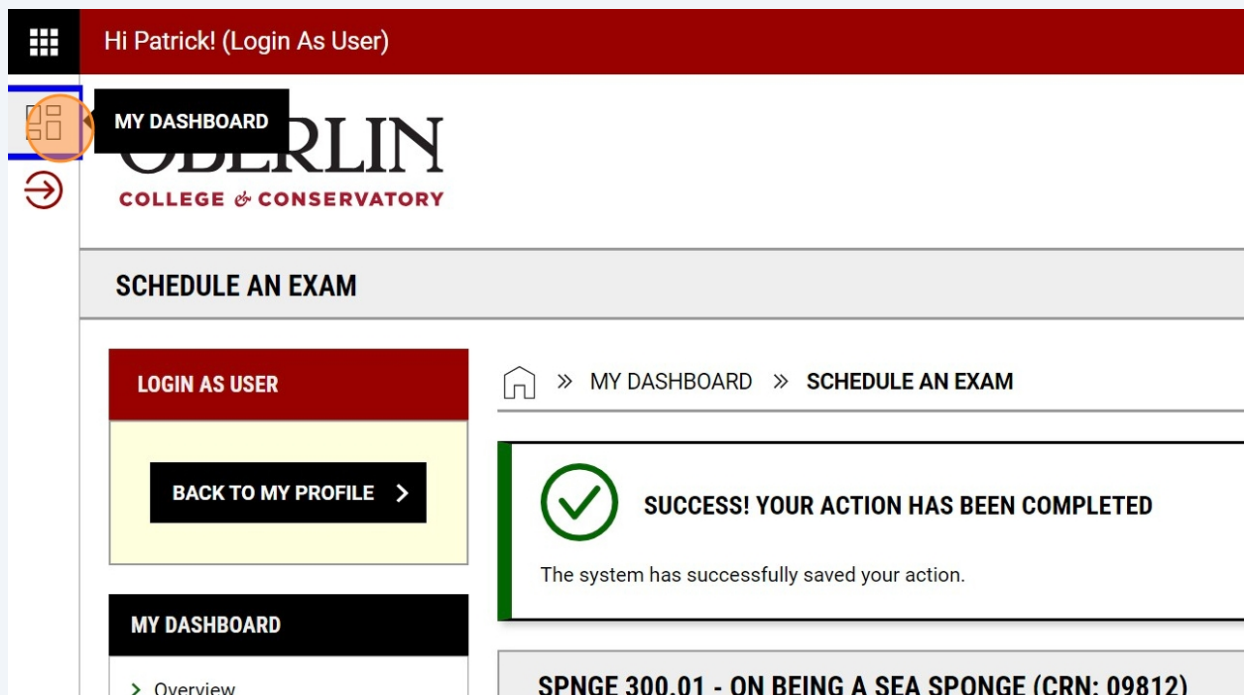 Hi Patrick! (Login As User)
MY DASHBOARD
OBERLIN
COLLEGE & CONSERVATORY
SCHEDULE AN EXAM
LOGIN AS USER
BACK TO MY PROFILE
MY DASHBOARD
Overview
MY DASHBOARD » SCHEDULE AN EXAM
SUCCESS! YOUR ACTION HAS BEEN COMPLETED
The system has successfully saved your action.
SPNGE 300.01 - ON BEING A SEA SPONGE (CRN: 09812)